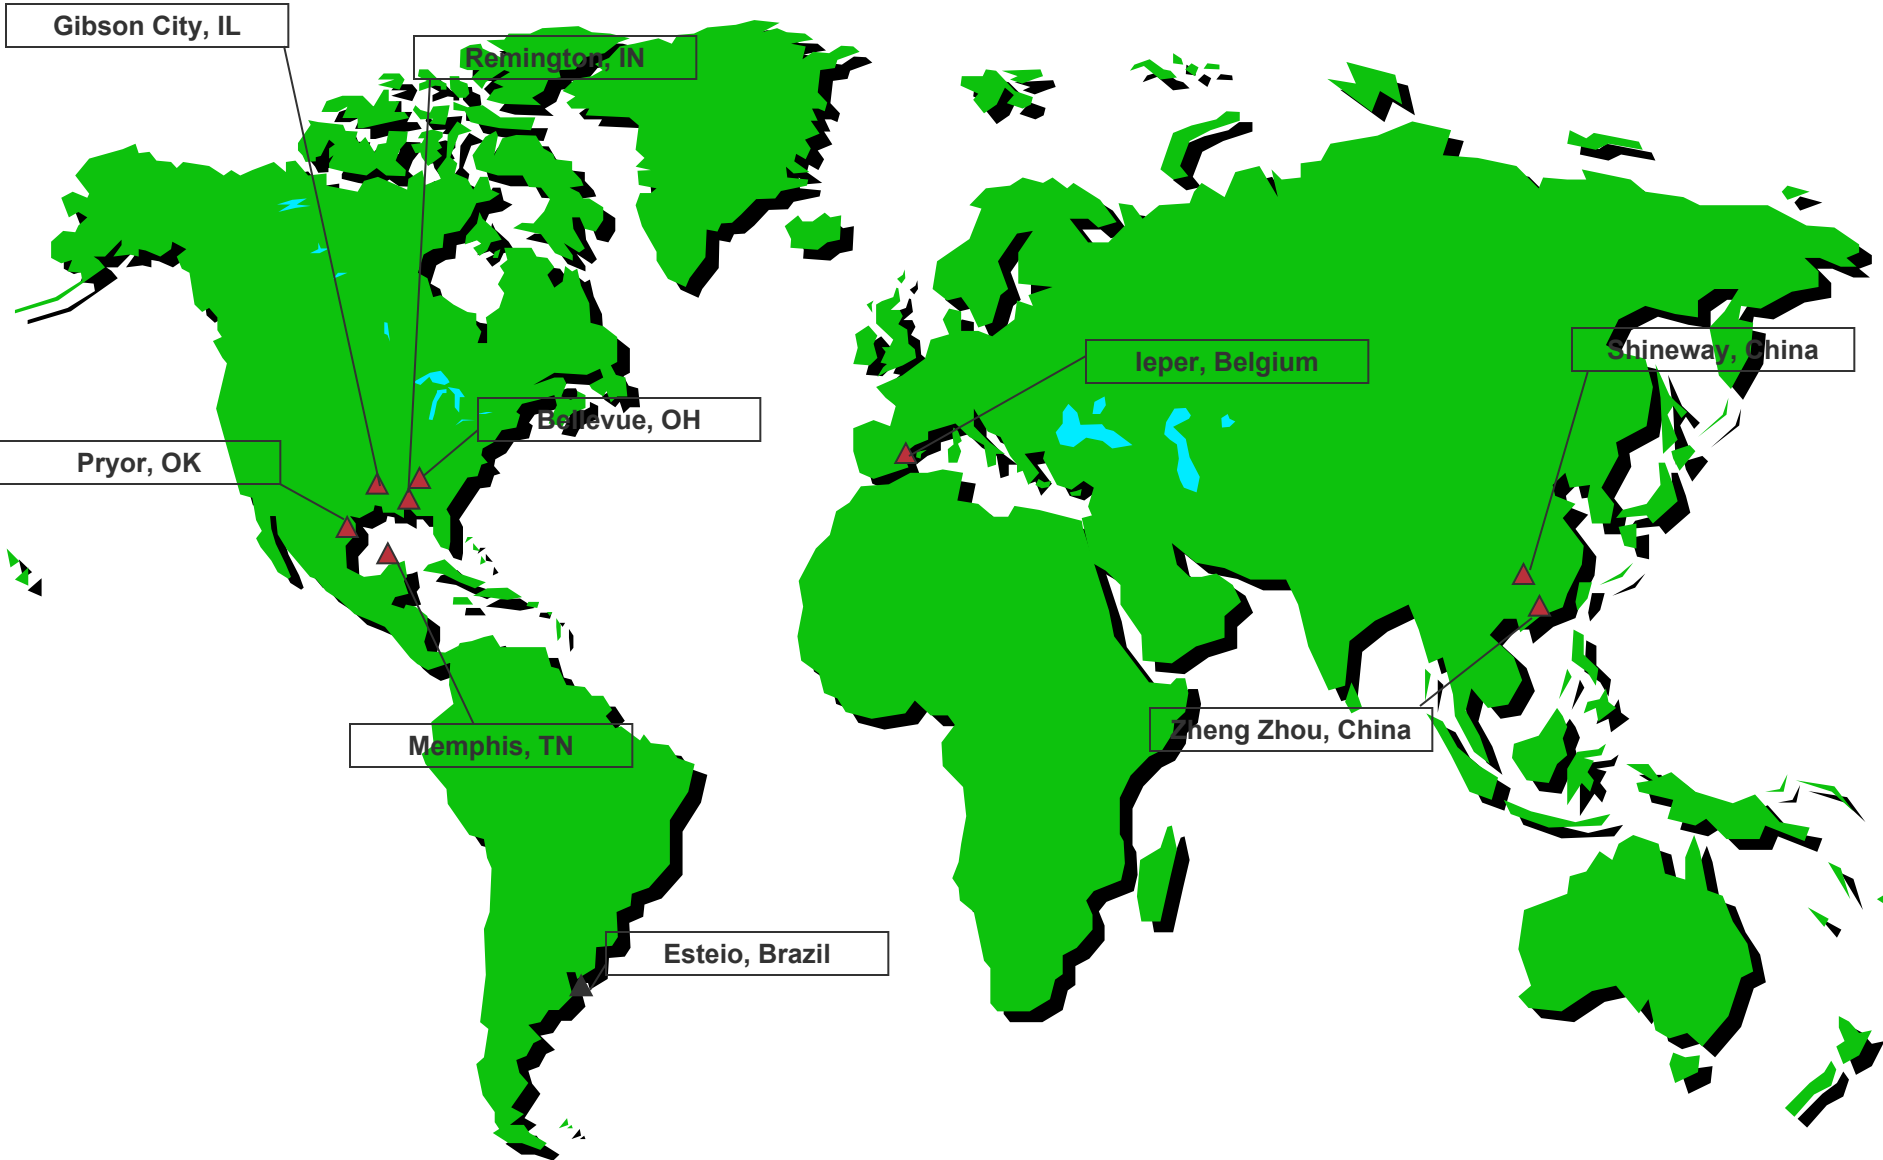 Gibson City, IL
Remington, IN
Ieper, Belgium
Shineway, China
Bellevue, OH
Pryor, OK
Zheng Zhou, China
Memphis, TN
Esteio, Brazil